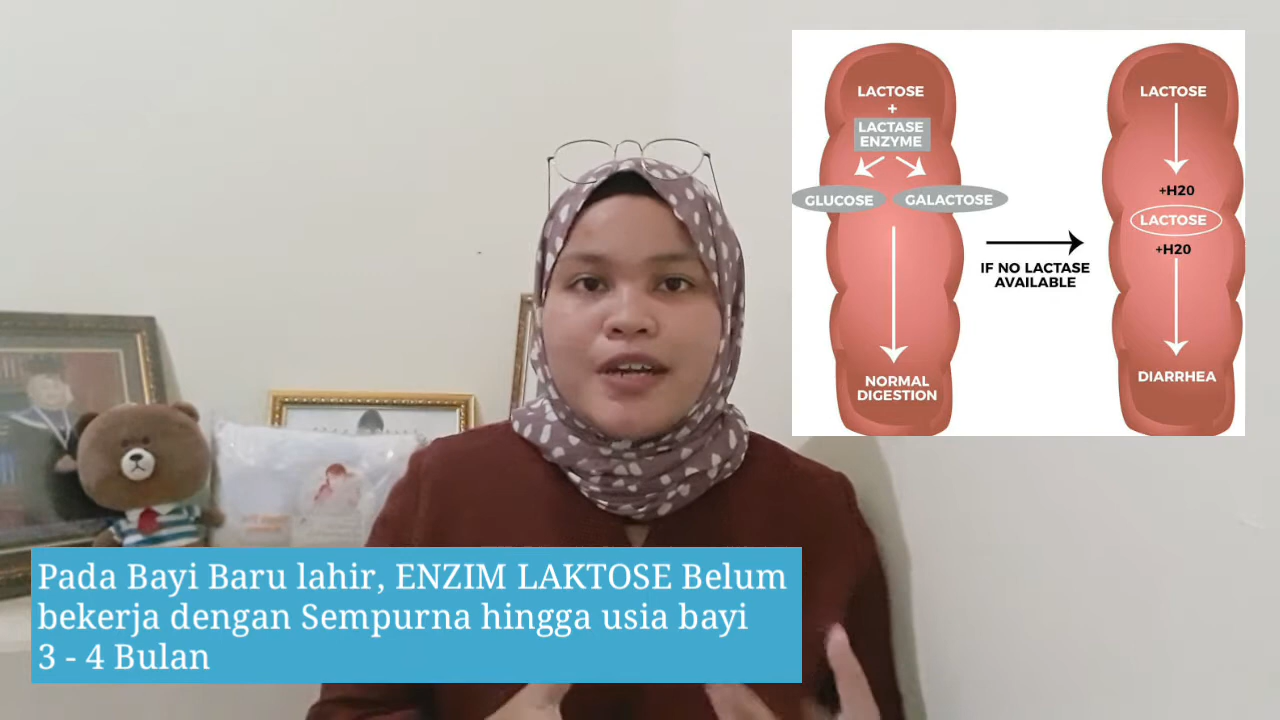 LACTOSE
+
LACTASE
ENZYME
GLUCOSE
GALACTOSE
NORMAL
DIGESTION
IF NO LACTASE
AVAILABLE
LACTOSE
+H20
LACTOSE
+H20
DIARRHEA
Pada Bayi Baru lahir, ENZIM LAKTOSE Belum
bekerja dengan Sempurna hingga usia bayi
3 - 4 Bulan